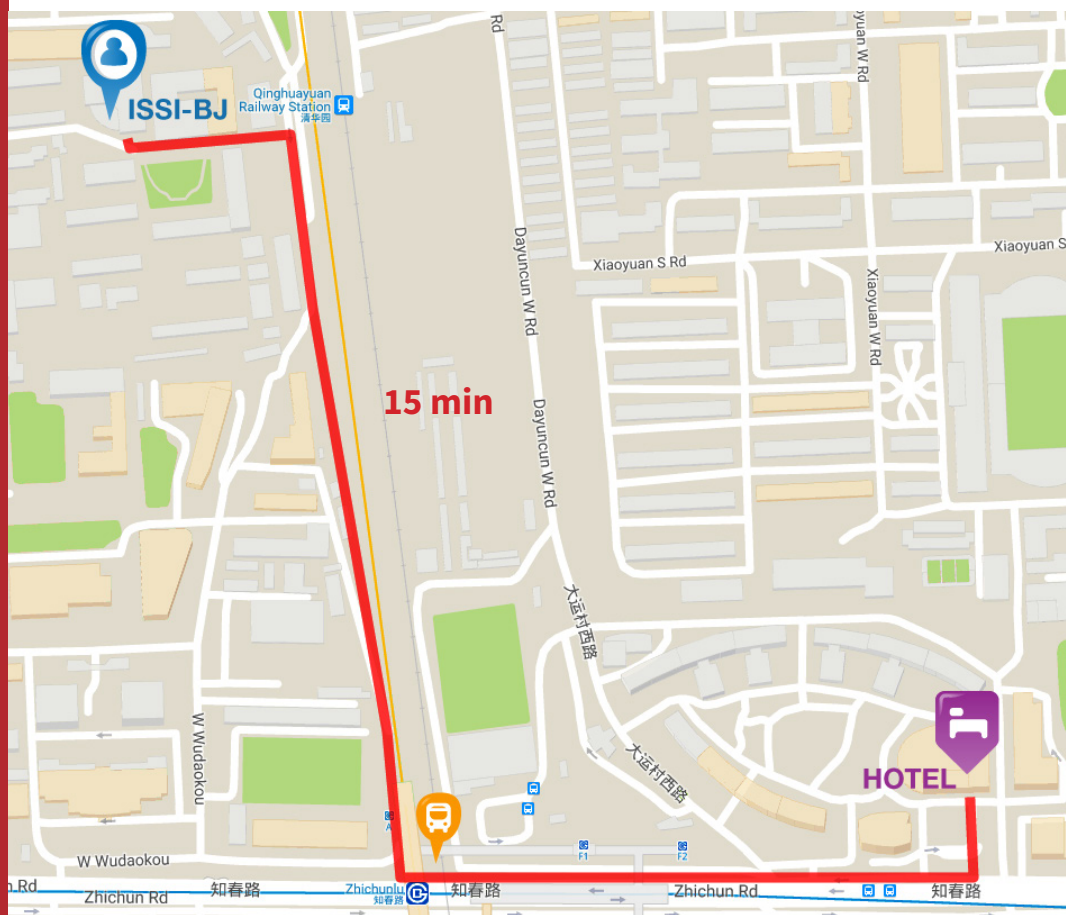 Rd
oyuan W Rd
ISSI-BJ
Qinghuayuan
Railway Station
清华园
Dayuncun W Rd
Xiaoyuan S Rd
Xiaoyuan S
Xiaoyuan W Rd
15 min
Dayuncun W Rd
大运村西路
W Wudaokou
大运村西路
HOTEL
A
F1
F2
W Wudaokou
n Rd
Zhichun Rd
知春路
Zhichunlu
知春路
知春路
Zhichun Rd
知春路